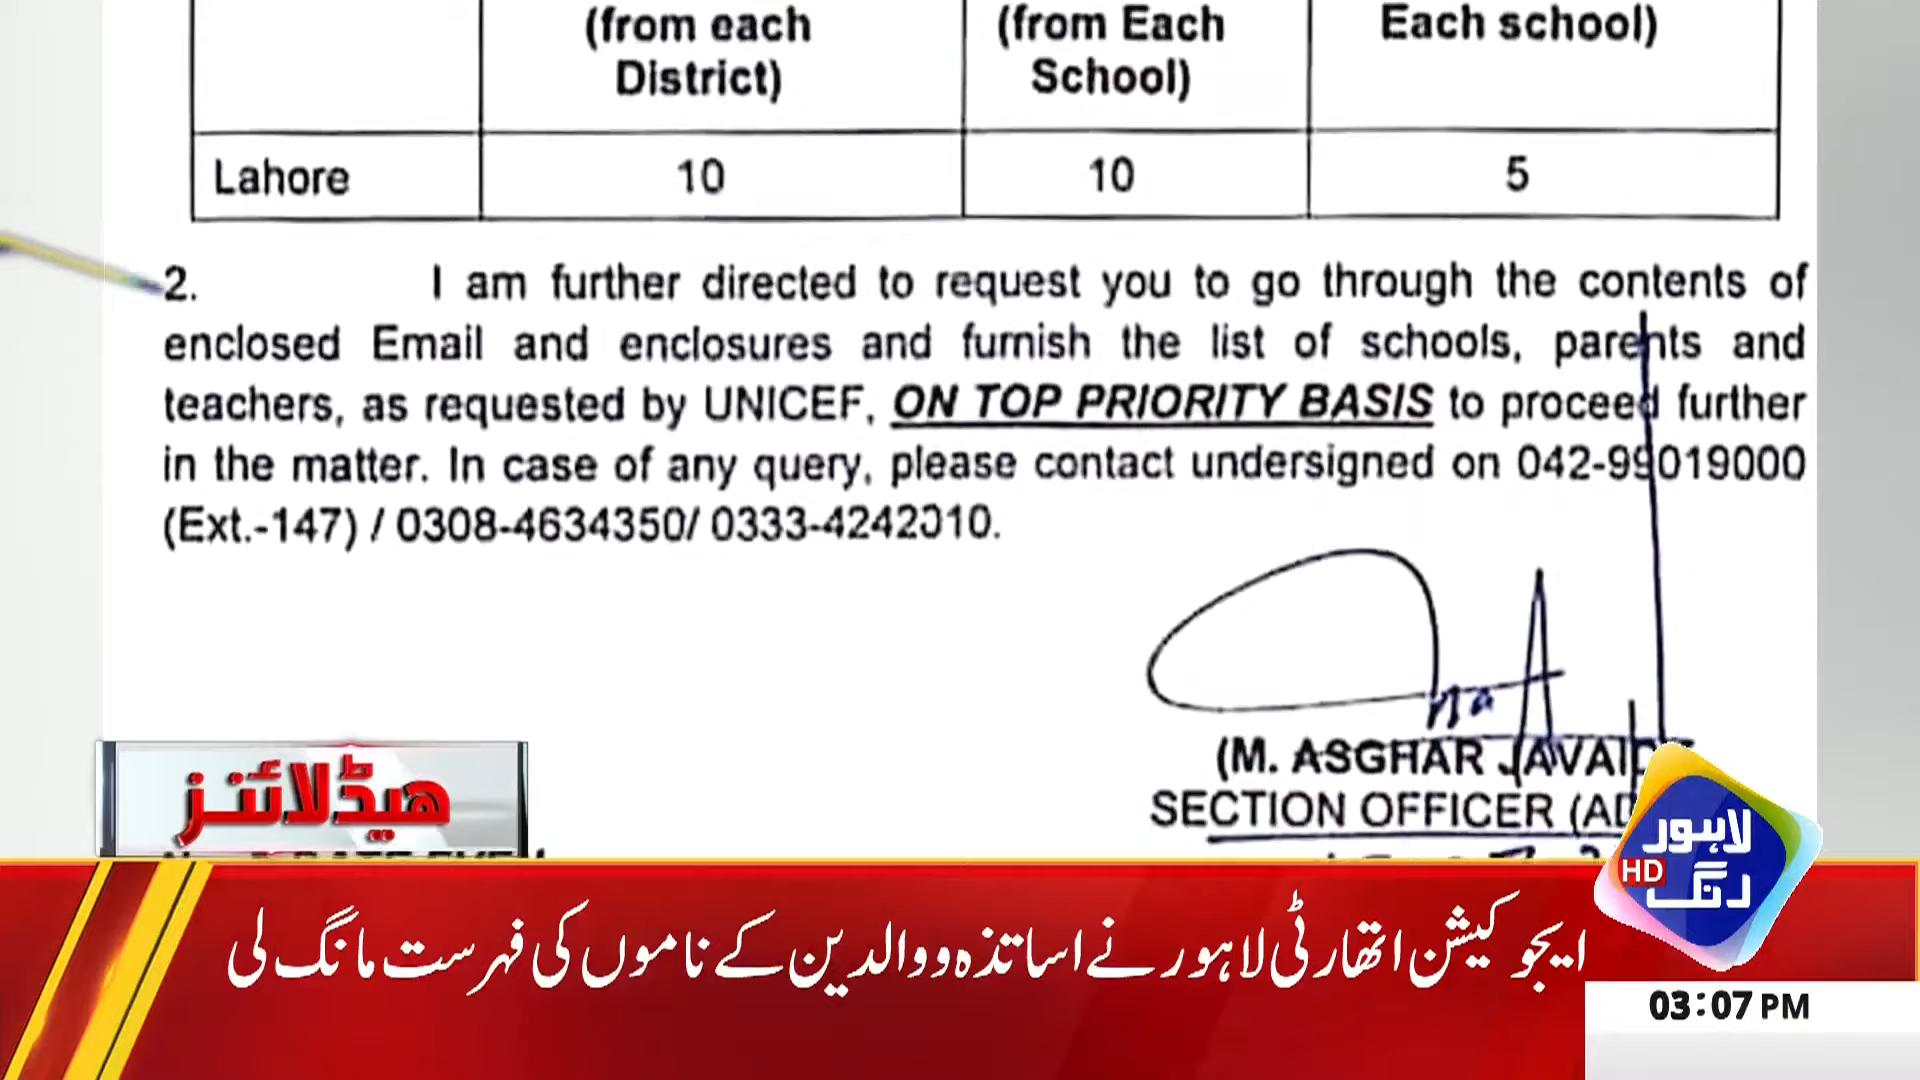 (from each
District)
(from Each
School)
Each school)
Lahore 10 10 5
2. I am further directed to request you to go through the contents of
enclosed Email and enclosures and furnish the list of schools, parents and
teachers, as requested by UNICEF, ON TOP PRIORITY BASIS to proceed further
in the matter. In case of any query, please contact undersigned on 042-99019000
(Ext.-147) / 0308-4634350/ 0333-4242010.
(M. ASGHAR JAVAID
SECTION OFFICER (AD
ہیڈلائنز
لاہور
رنگ
HD
ایجوکیشن اتھارٹی لاہور نے اساتذہ و والدین کے ناموں کی فہرست مانگ لی
03:07 PM